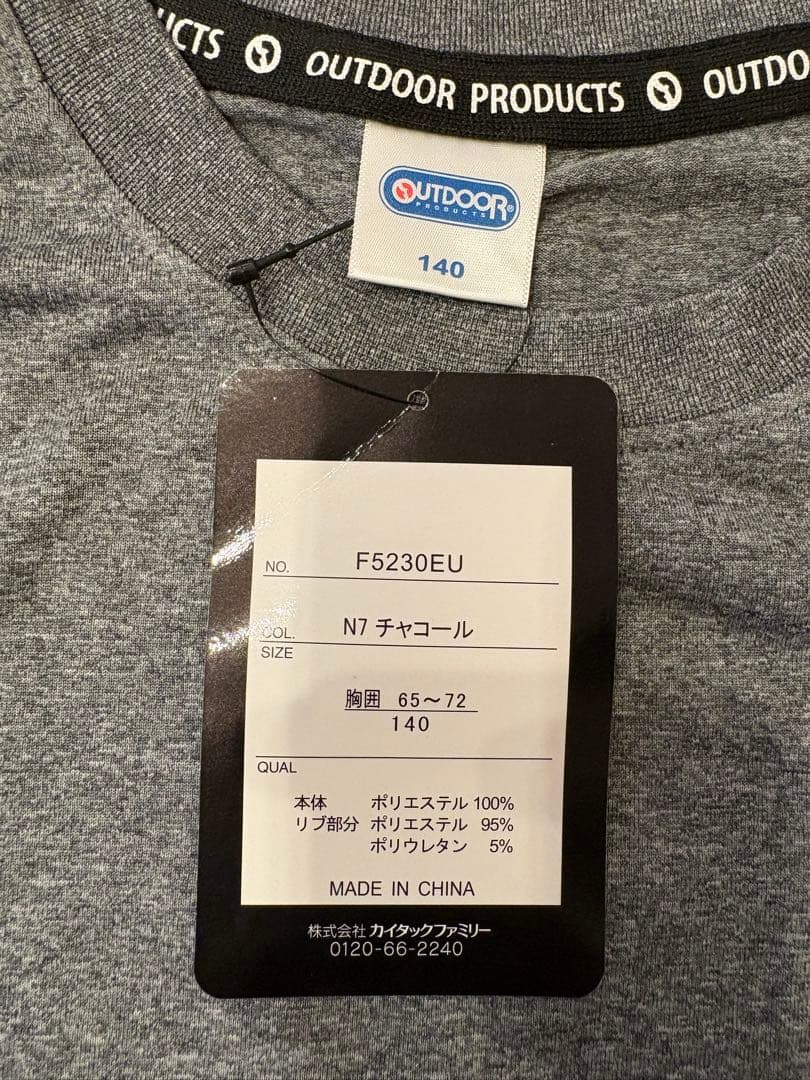 UCTS OUTDOOR PRODUCTS OUTDO
OUTDOOR®
PRODUCTS
140
NO. F5230EU
COL. N7 チャコール
SIZE
胸囲 65～72
140
QUAL
本体 ポリエステル 100%
リブ部分 ポリエステル 95%
ポリウレタン 5%
MADE IN CHINA
株式会社 カイタックファミリー
0120-66-2240